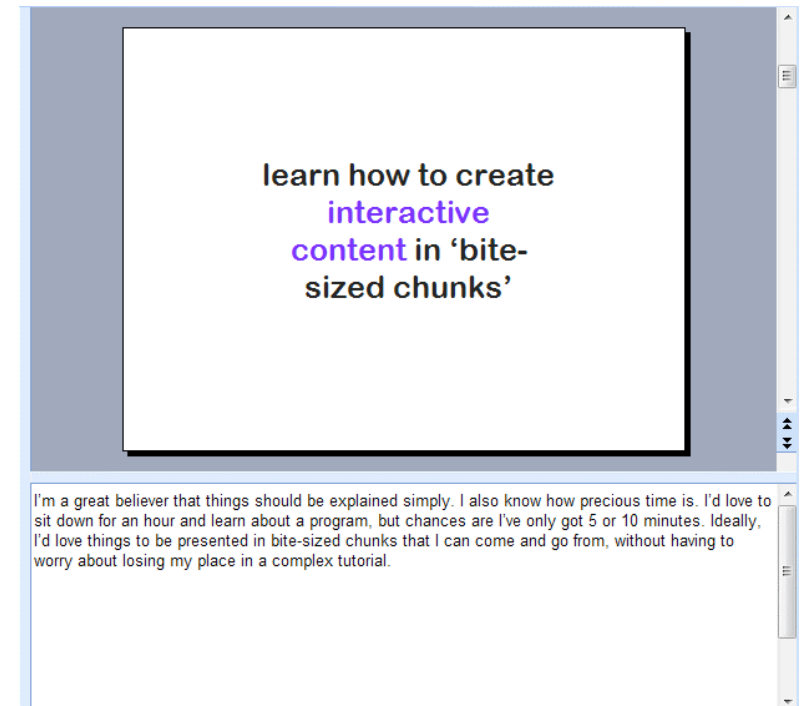 learn how to create
interactive
content in ‘bite-
sized chunks’
I’m a great believer that things should be explained simply. I also know how precious time is. I’d love to
sit down for an hour and learn about a program, but chances are I’ve only got 5 or 10 minutes. Ideally,
I’d love things to be presented in bite-sized chunks that I can come and go from, without having to
worry about losing my place in a complex tutorial.